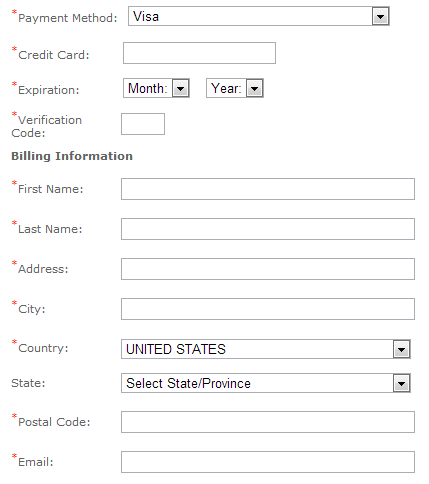 *Payment Method: Visa
*Credit Card:
*Expiration: Month: Year:
*Verification
Code:
Billing Information
*First Name:
*Last Name:
*Address:
*City:
*Country: UNITED STATES
State: Select State/Province
*Postal Code:
*Email: